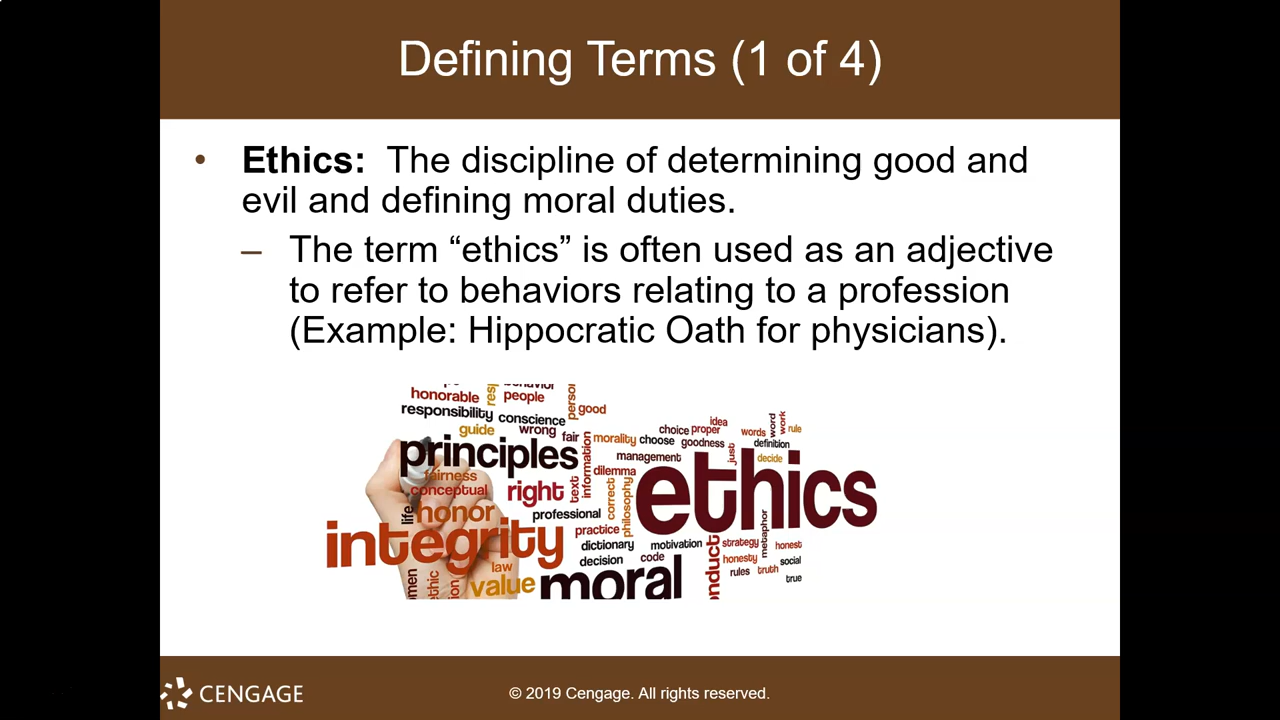 Defining Terms (1 of 4)
• Ethics: The discipline of determining good and
evil and defining moral duties.
– The term “ethics” is often used as an adjective
to refer to behaviors relating to a profession
(Example: Hippocratic Oath for physicians).
behavior
honorable
people
person
good
responsibility
conscience
guide
wrong
fair
principles
morality
choose
choice
proper
idea
goodness
words
word
work
rule
definition
just
decide
management
information
dilemma
fairness
conceptual
right
text
correct
philosophy
ethics
life
honor
professional
integrity
practice
dictionary
motivation
strategy
metaphor
honest
decision
code
honesty
social
law
value
moral
rules
truth
true
ethic
CENGAGE
© 2019 Cengage. All rights reserved.